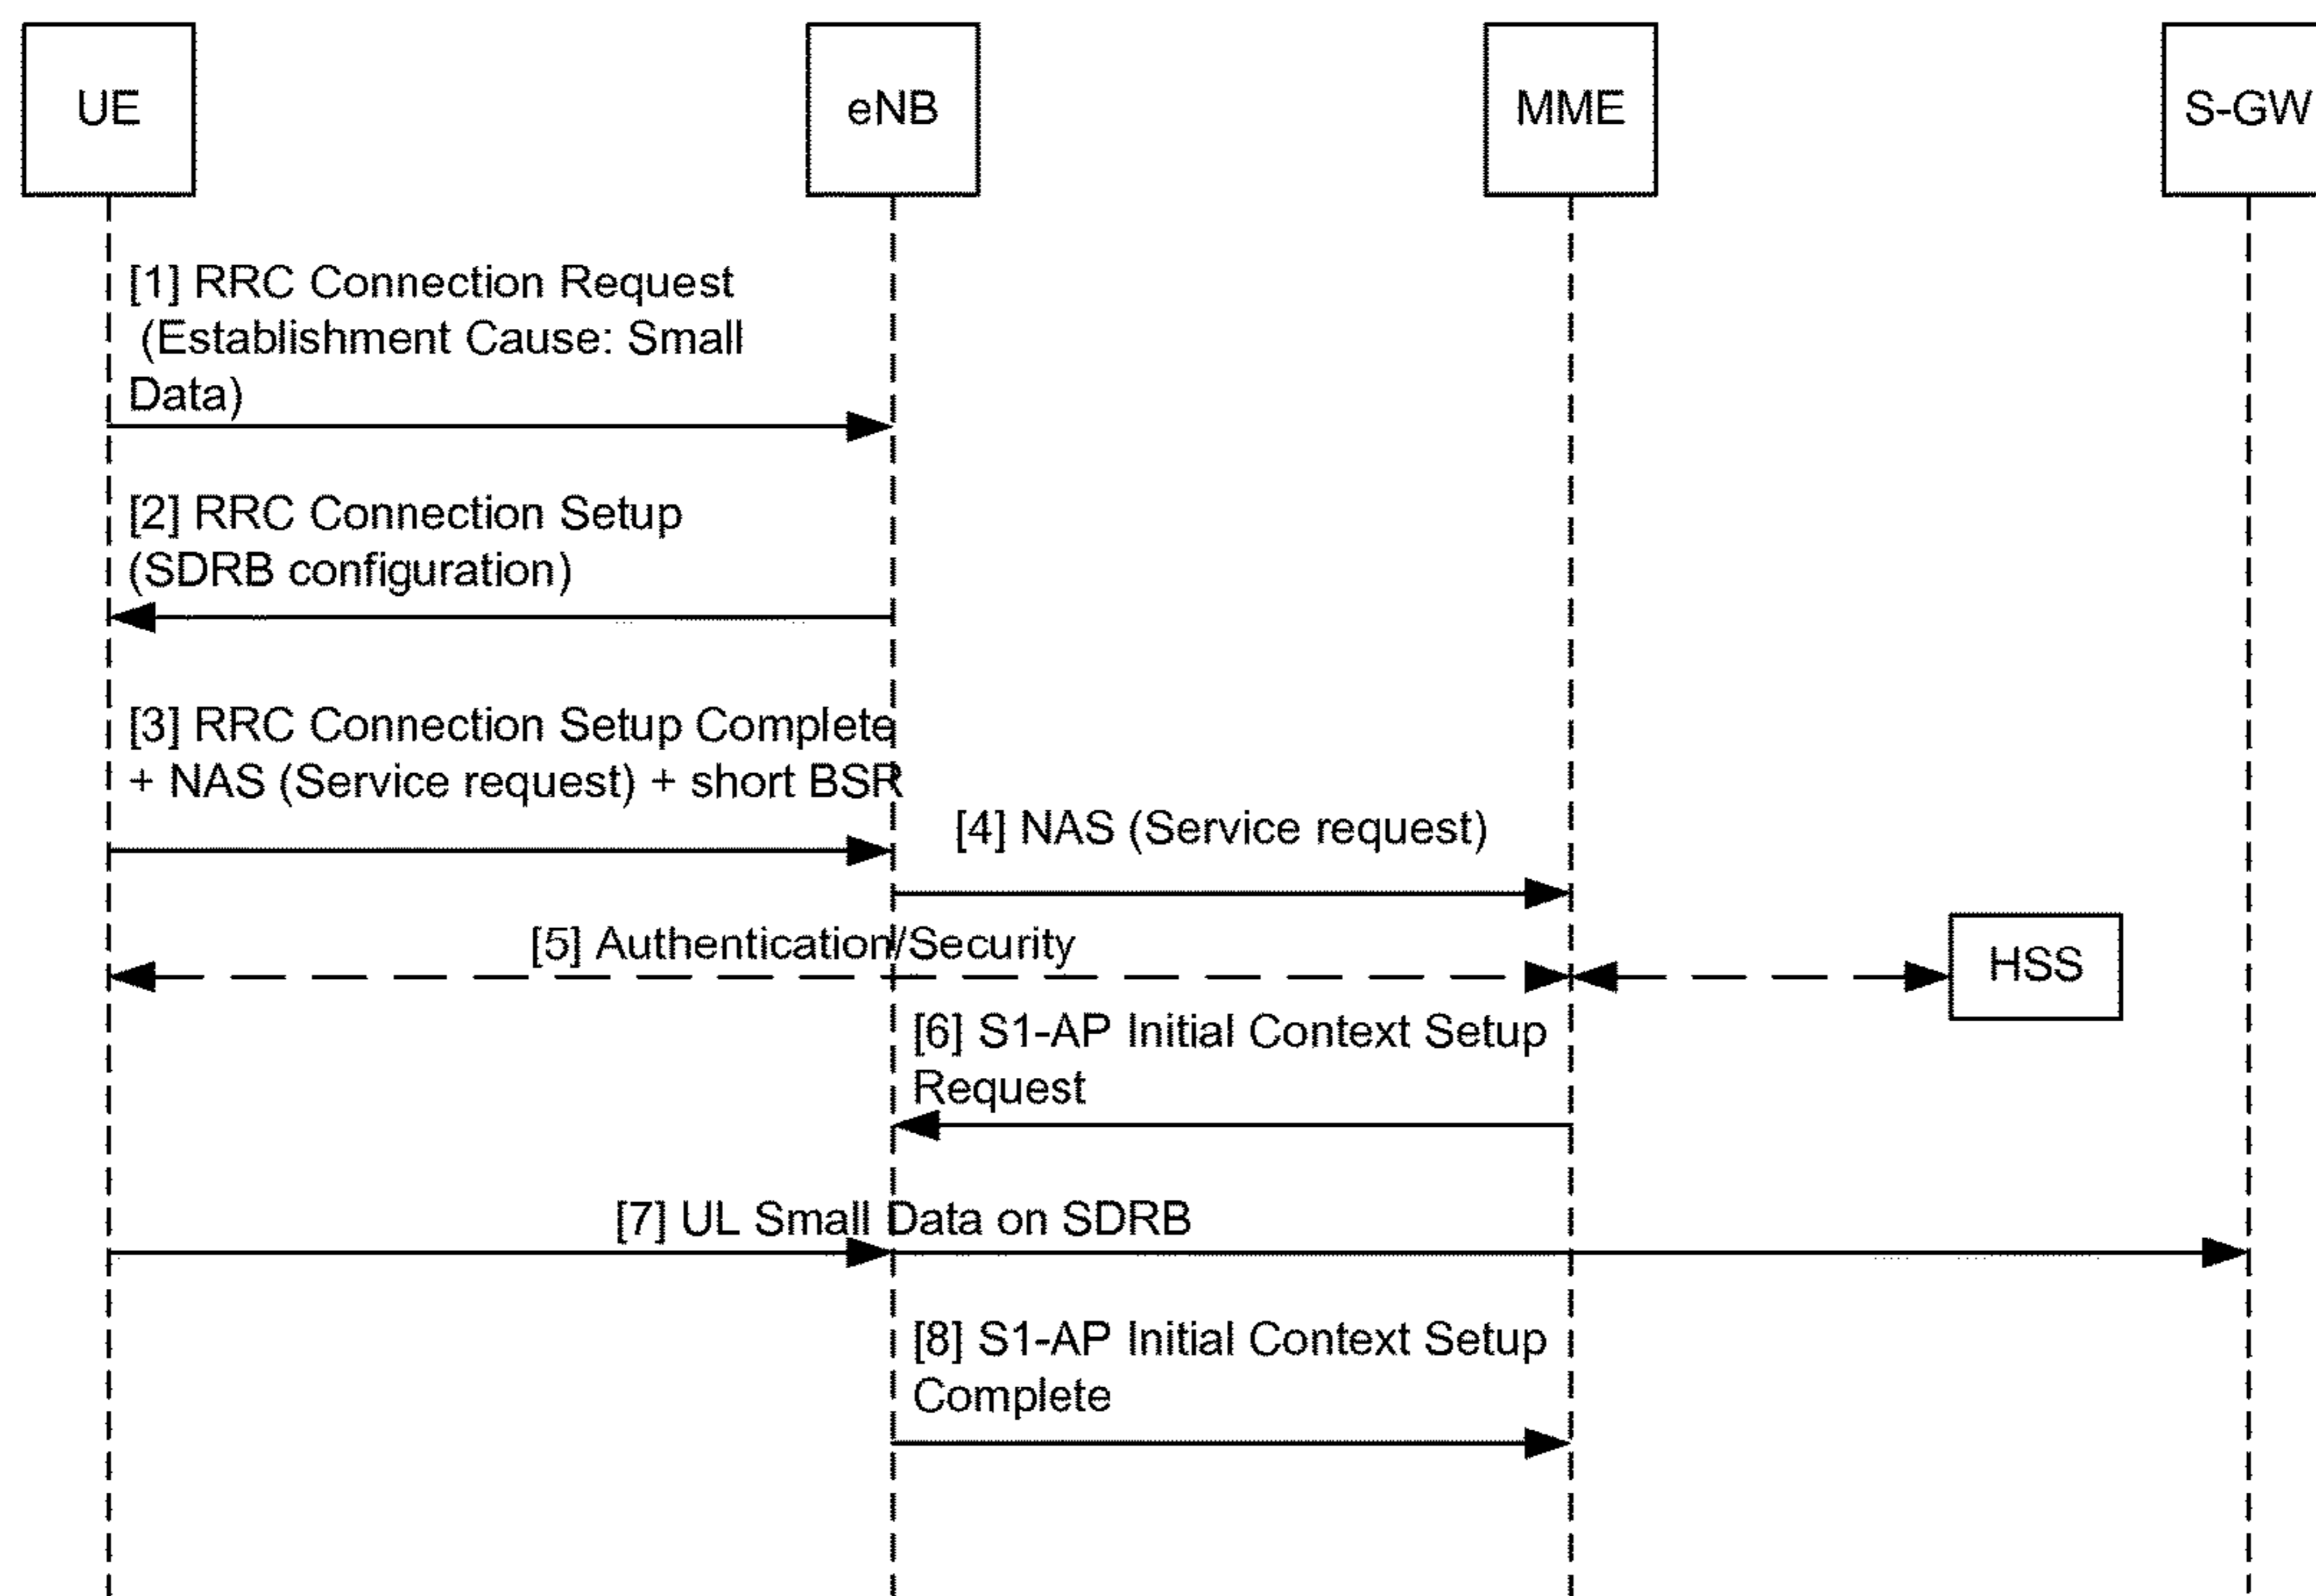 UE
eNB
MME
S-GW
[1] RRC Connection Request
(Establishment Cause: Small
Data)
[2] RRC Connection Setup
(SDRB configuration)
[3] RRC Connection Setup Complete
+ NAS (Service request) + short BSR
[4] NAS (Service request)
[5] Authentication/Security
HSS
[6] S1-AP Initial Context Setup
Request
[7] UL Small Data on SDRB
[8] S1-AP Initial Context Setup
Complete